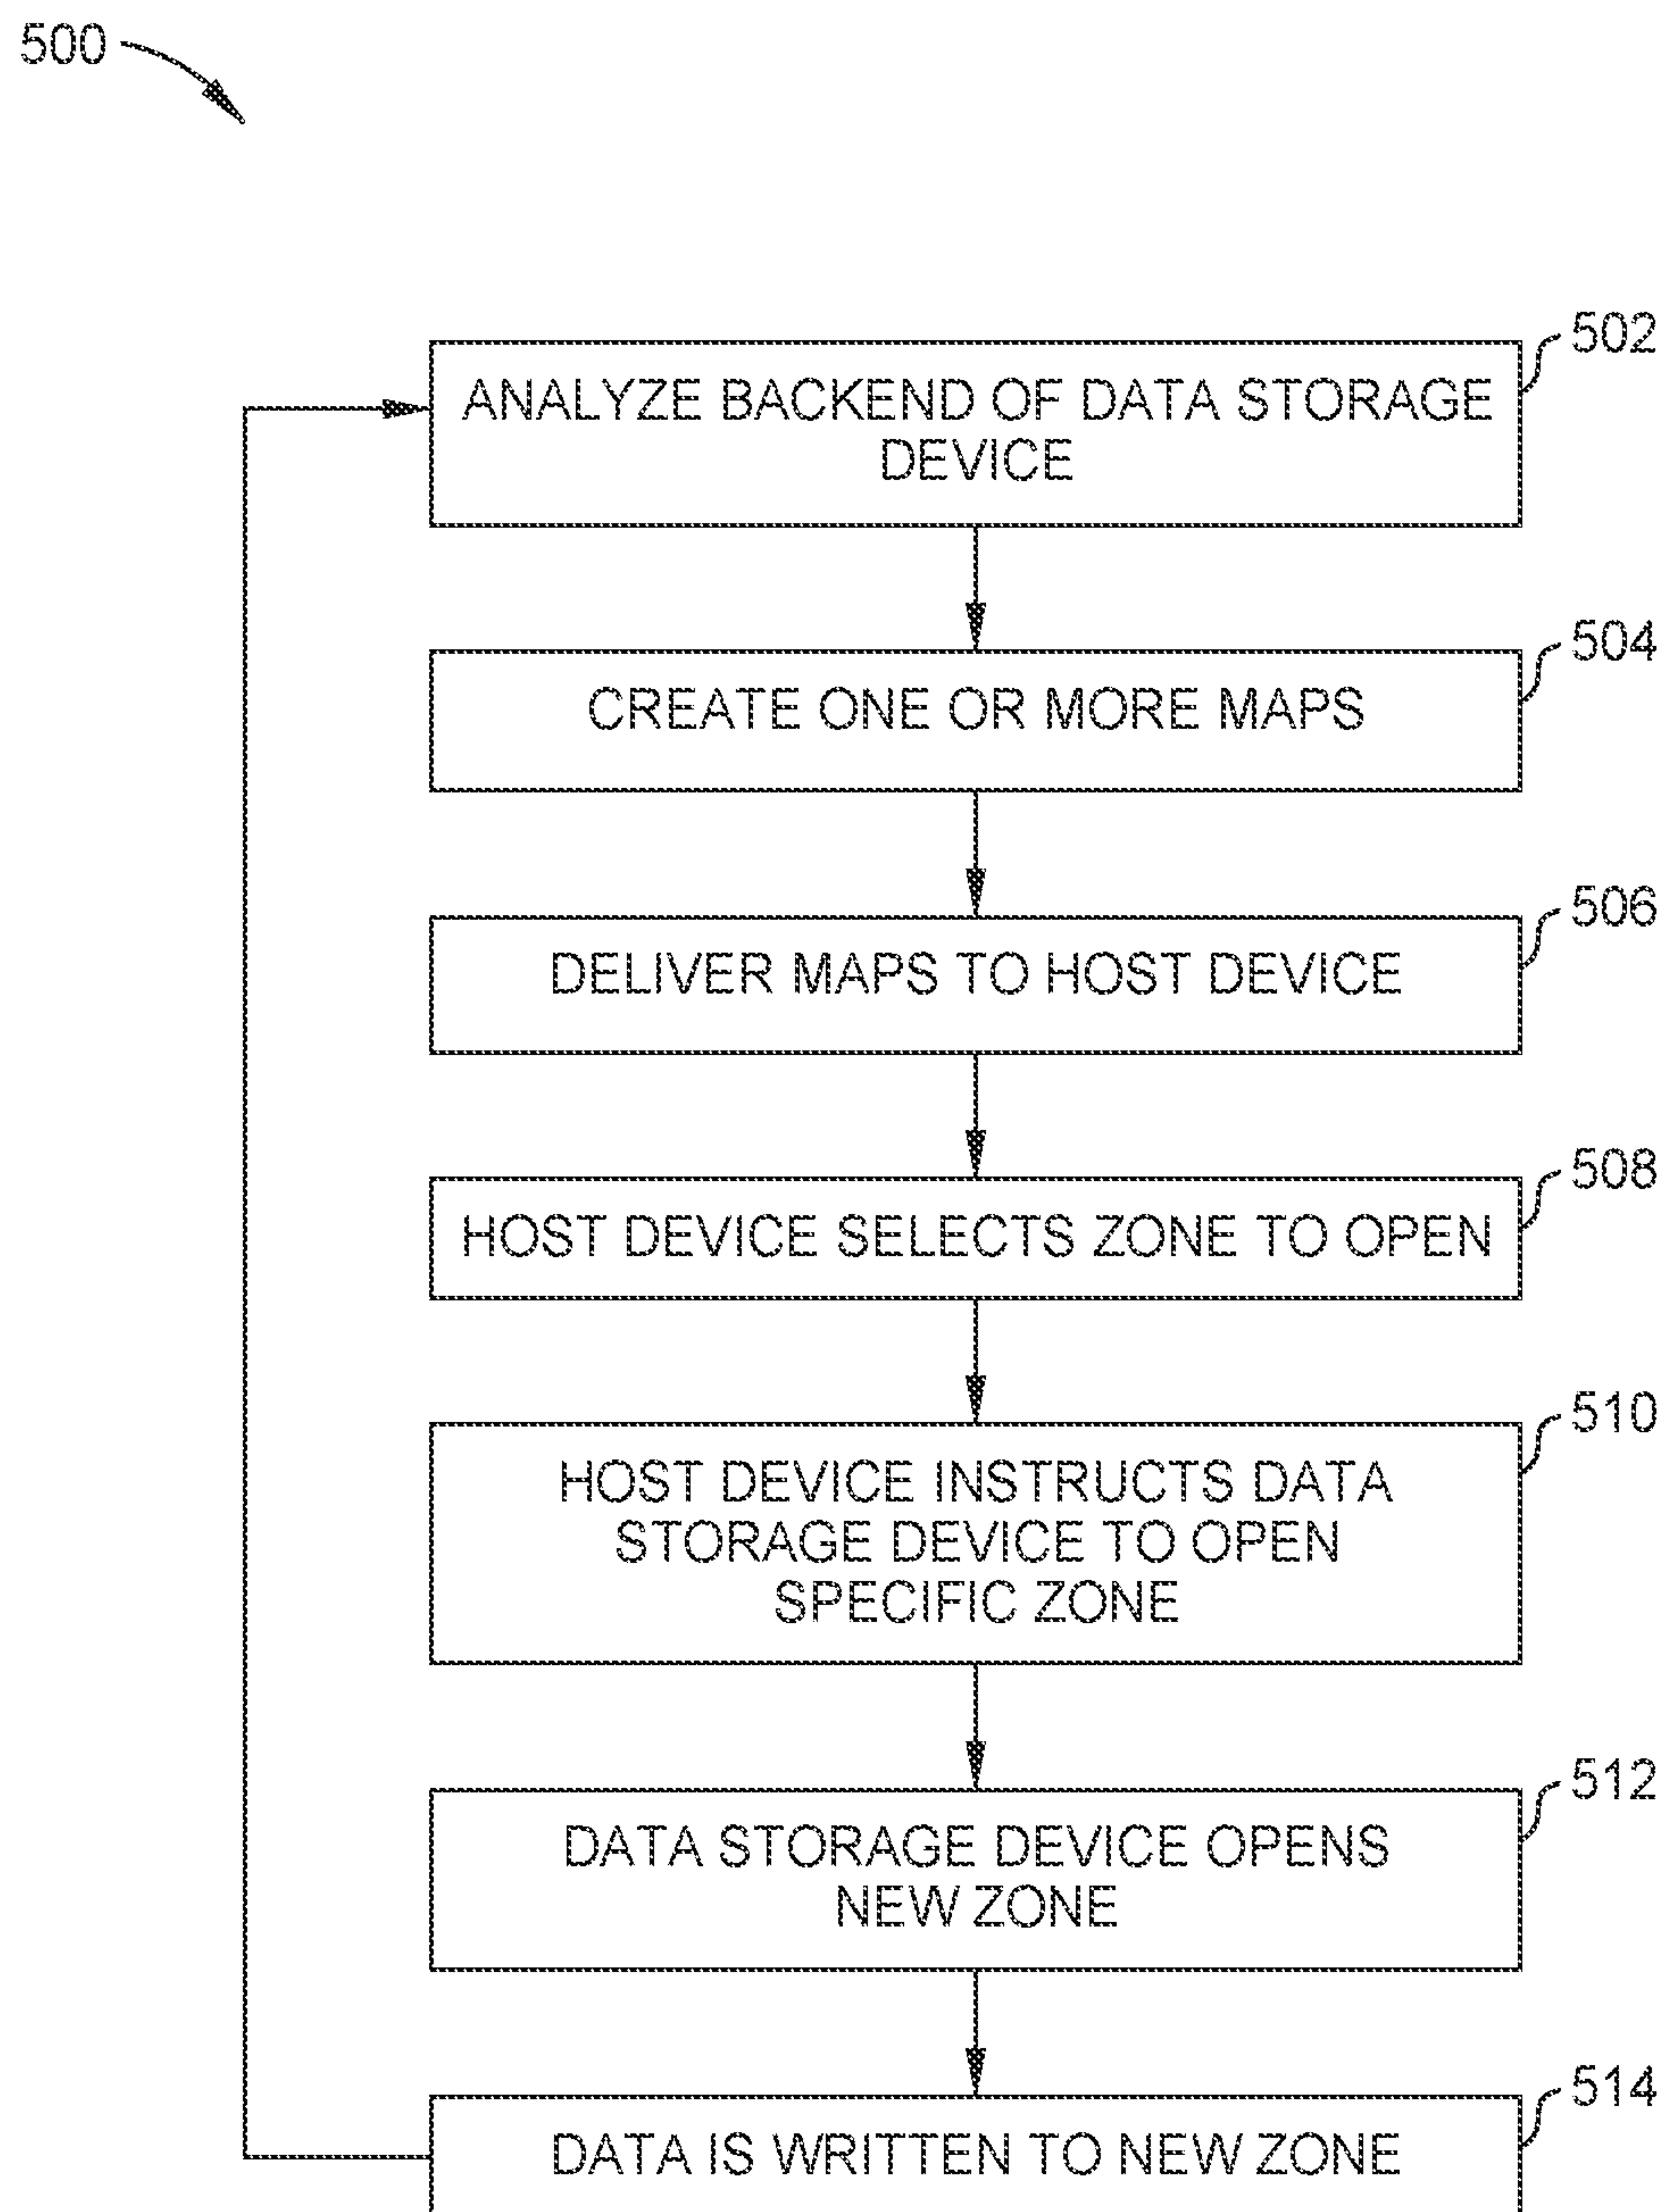 500
502
ANALYZE BACKEND OF DATA STORAGE
DEVICE
504
CREATE ONE OR MORE MAPS
506
DELIVER MAPS TO HOST DEVICE
508
HOST DEVICE SELECTS ZONE TO OPEN
510
HOST DEVICE INSTRUCTS DATA
STORAGE DEVICE TO OPEN
SPECIFIC ZONE
512
DATA STORAGE DEVICE OPENS
NEW ZONE
514
DATA IS WRITTEN TO NEW ZONE